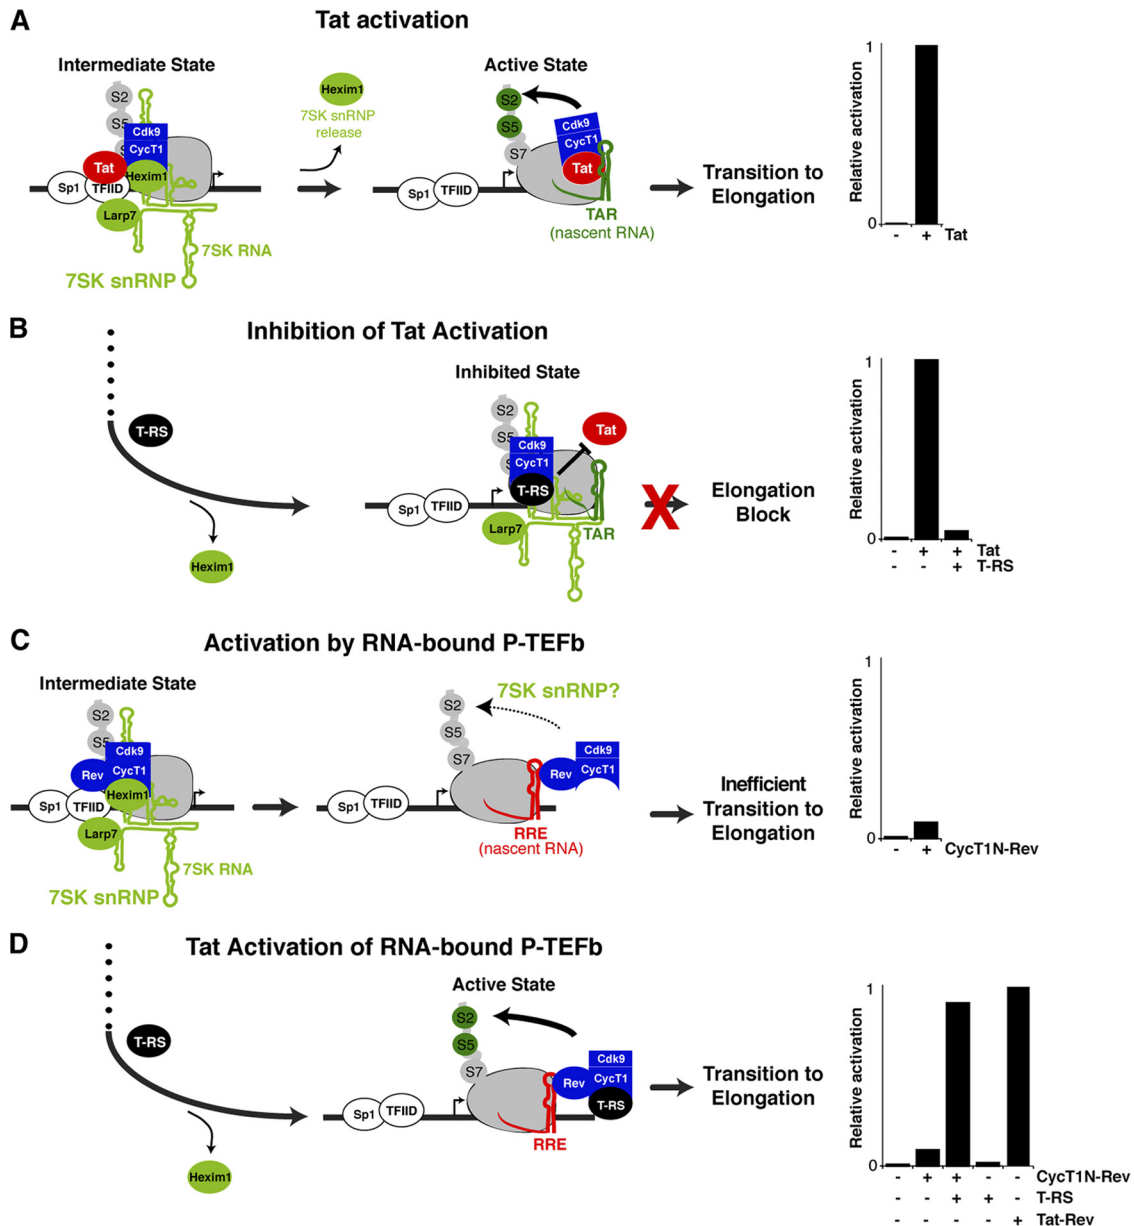 A
Tat activation
Intermediate State
S2
S5
Cdk9
CycT1
Tat
Hexim1
Sp1
TFIID
Larp7
7SK RNA
7SK snRNP
Hexim1
7SK snRNP
release
Active State
S2
S5
S7
Cdk9
CycT1
Tat
Sp1
TFIID
TAR
(nascent RNA)
Transition to
Elongation
Relative activation
1
0
- + Tat
B
Inhibition of Tat Activation
T-RS
Hexim1
Inhibited State
S2
S5
Cdk9
CycT1
T-RS
Tat
Sp1
TFIID
Larp7
TAR
X
Elongation
Block
Relative activation
1
0
- + + Tat
- - + T-RS
C
Activation by RNA-bound P-TEFb
Intermediate State
S2
S5
Cdk9
CycT1
Rev
Hexim1
Sp1
TFIID
Larp7
7SK RNA
7SK snRNP
7SK snRNP?
S2
S5
S7
Cdk9
CycT1
Rev
Sp1
TFIID
RRE
(nascent RNA)
Inefficient
Transition to
Elongation
Relative activation
1
0
- + CycT1N-Rev
D
Tat Activation of RNA-bound P-TEFb
T-RS
Hexim1
Active State
S2
S5
S7
Cdk9
CycT1
Rev
T-RS
Sp1
TFIID
RRE
Transition to
Elongation
Relative activation
1
0
- + + - - CycT1N-Rev
- - + + - T-RS
- - - - + Tat-Rev